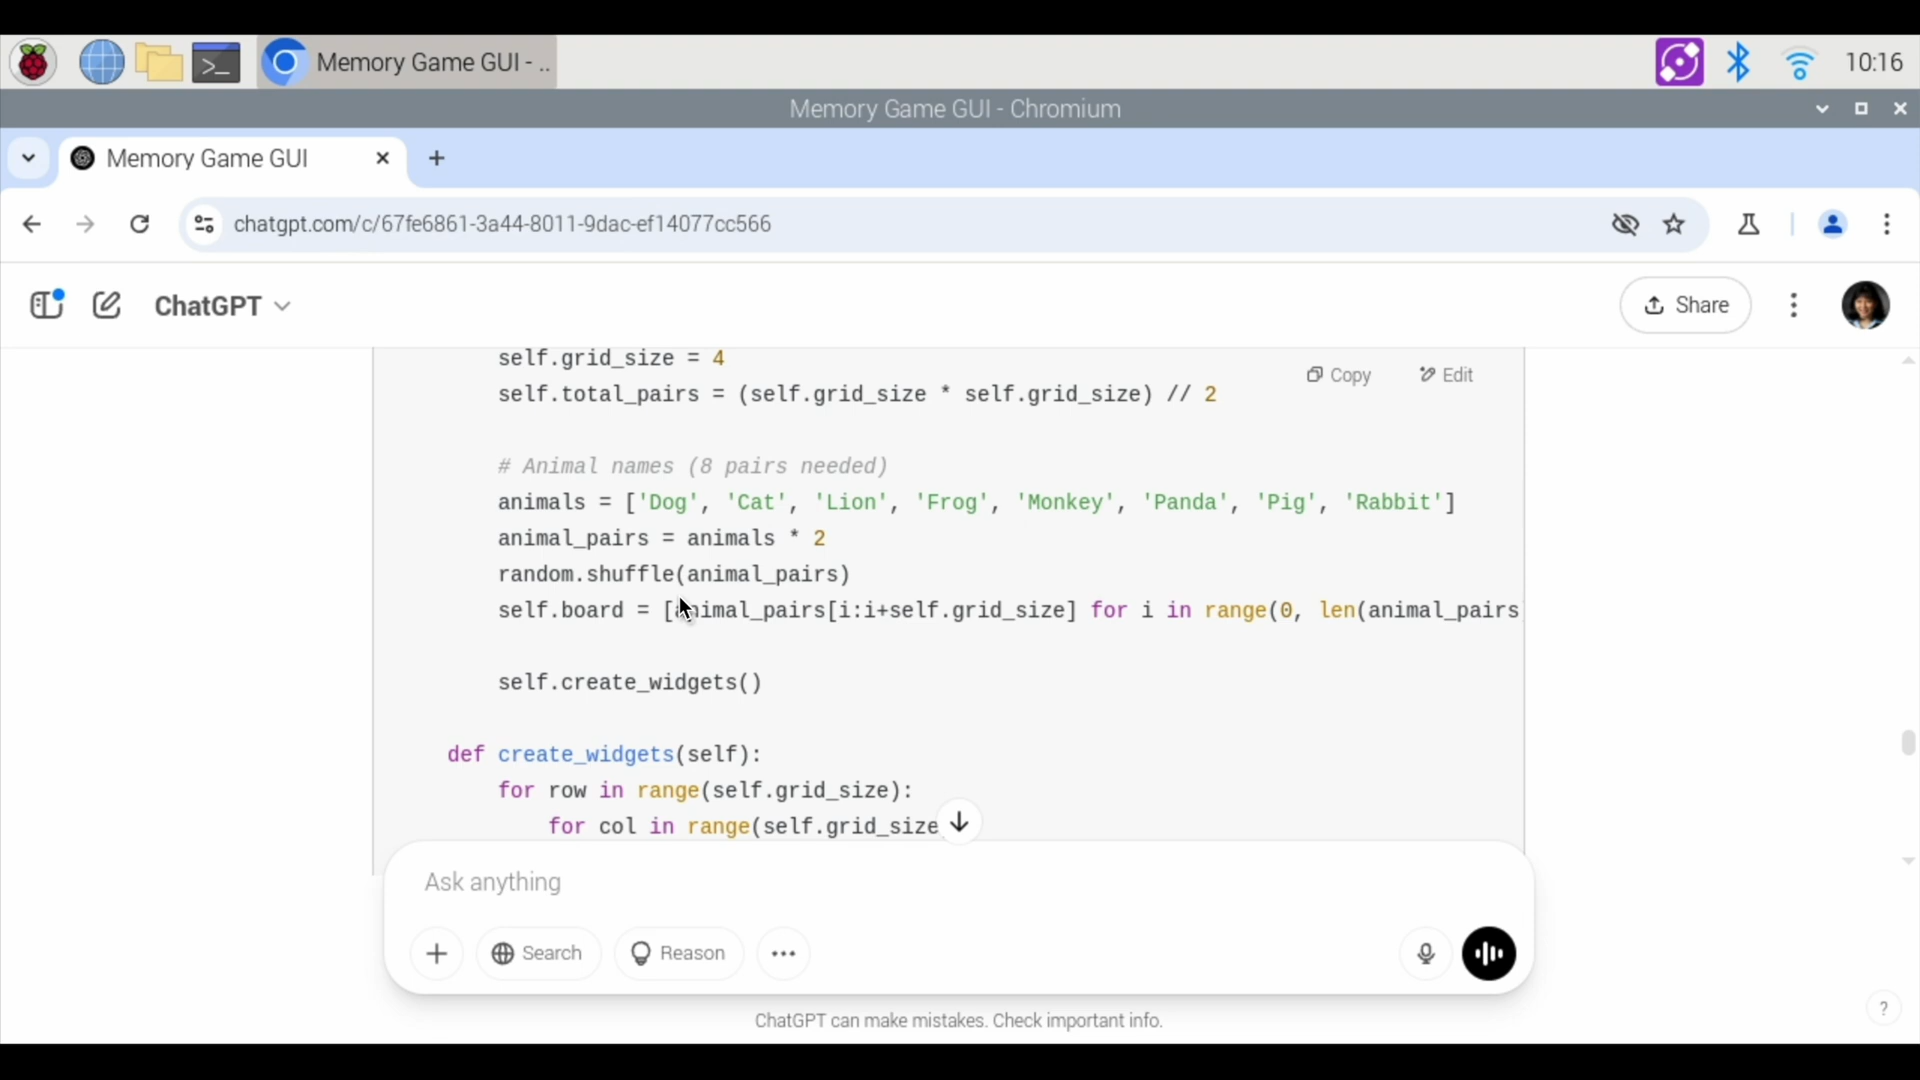 Memory Game GUI - ..
10:16
Memory Game GUI - Chromium
Memory Game GUI
chatgpt.com/c/67fe6861-3a44-8011-9dac-ef14077cc566
ChatGPT
Share
self.grid_size = 4
Copy
Edit
self.total_pairs = (self.grid_size * self.grid_size) // 2
# Animal names (8 pairs needed)
animals = ['Dog', 'Cat', 'Lion', 'Frog', 'Monkey', 'Panda', 'Pig', 'Rabbit']
animal_pairs = animals * 2
random.shuffle(animal_pairs)
self.board = [animal_pairs[i:i+self.grid_size] for i in range(0, len(animal_pairs
self.create_widgets()
def create_widgets(self):
for row in range(self.grid_size):
for col in range(self.grid_size
Ask anything
Search
Reason
ChatGPT can make mistakes. Check important info.
?